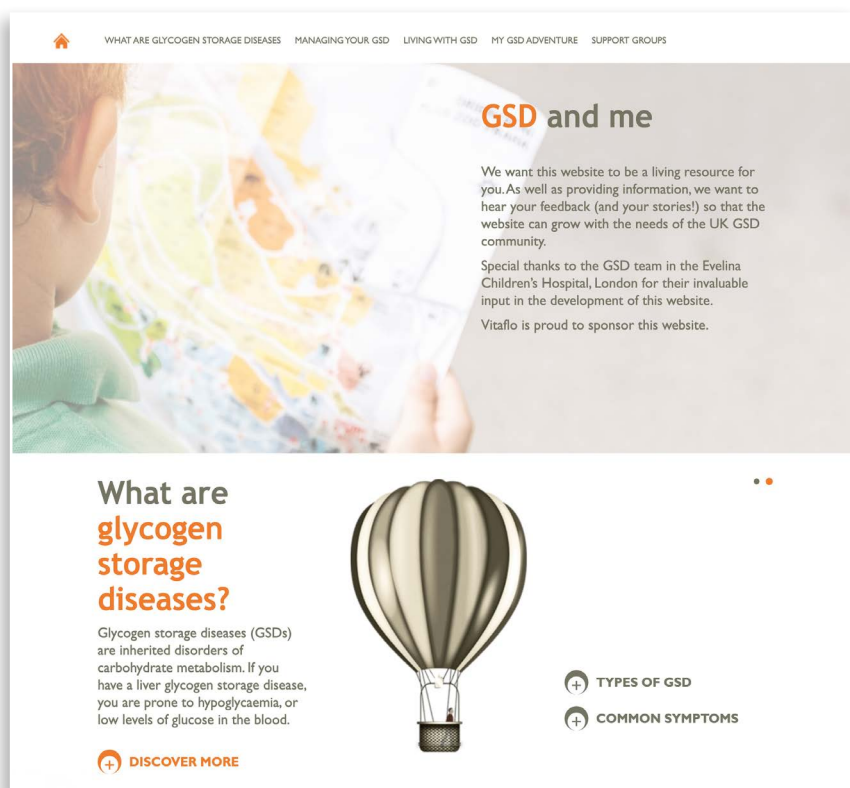 WHAT ARE GLYCOGEN STORAGE DISEASES MANAGING YOUR GSD LIVING WITH GSD MY GSD ADVENTURE SUPPORT GROUPS
GSD and me
We want this website to be a living resource for
you. As well as providing information, we want to
hear your feedback (and your stories!) so that the
website can grow with the needs of the UK GSD
community.
Special thanks to the GSD team in the Evelina
Children's Hospital, London for their invaluable
input in the development of this website.
Vitaflo is proud to sponsor this website.
What are
glycogen
storage
diseases?
Glycogen storage diseases (GSDs)
are inherited disorders of
carbohydrate metabolism. If you
have a liver glycogen storage disease,
you are prone to hypoglycaemia, or
low levels of glucose in the blood.
DISCOVER MORE
TYPES OF GSD
COMMON SYMPTOMS